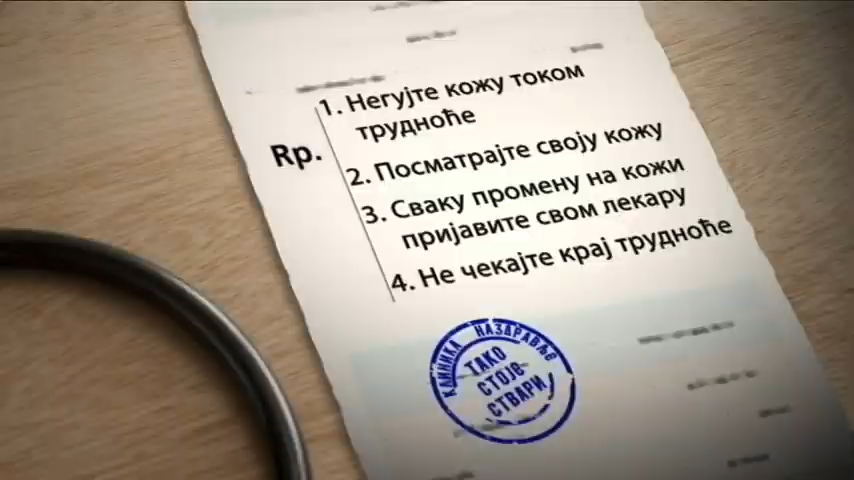 Rp.
1. Негујте кожу током
трудноће
2. Посматрајте своју кожу
3. Сваку промену на кожи
пријавите свом лекару
4. Не чекајте крај трудноће
КЛИНИКА НАЗДРАВЉЕ
ТАКО
СТОЈЕ
СТВАРИ